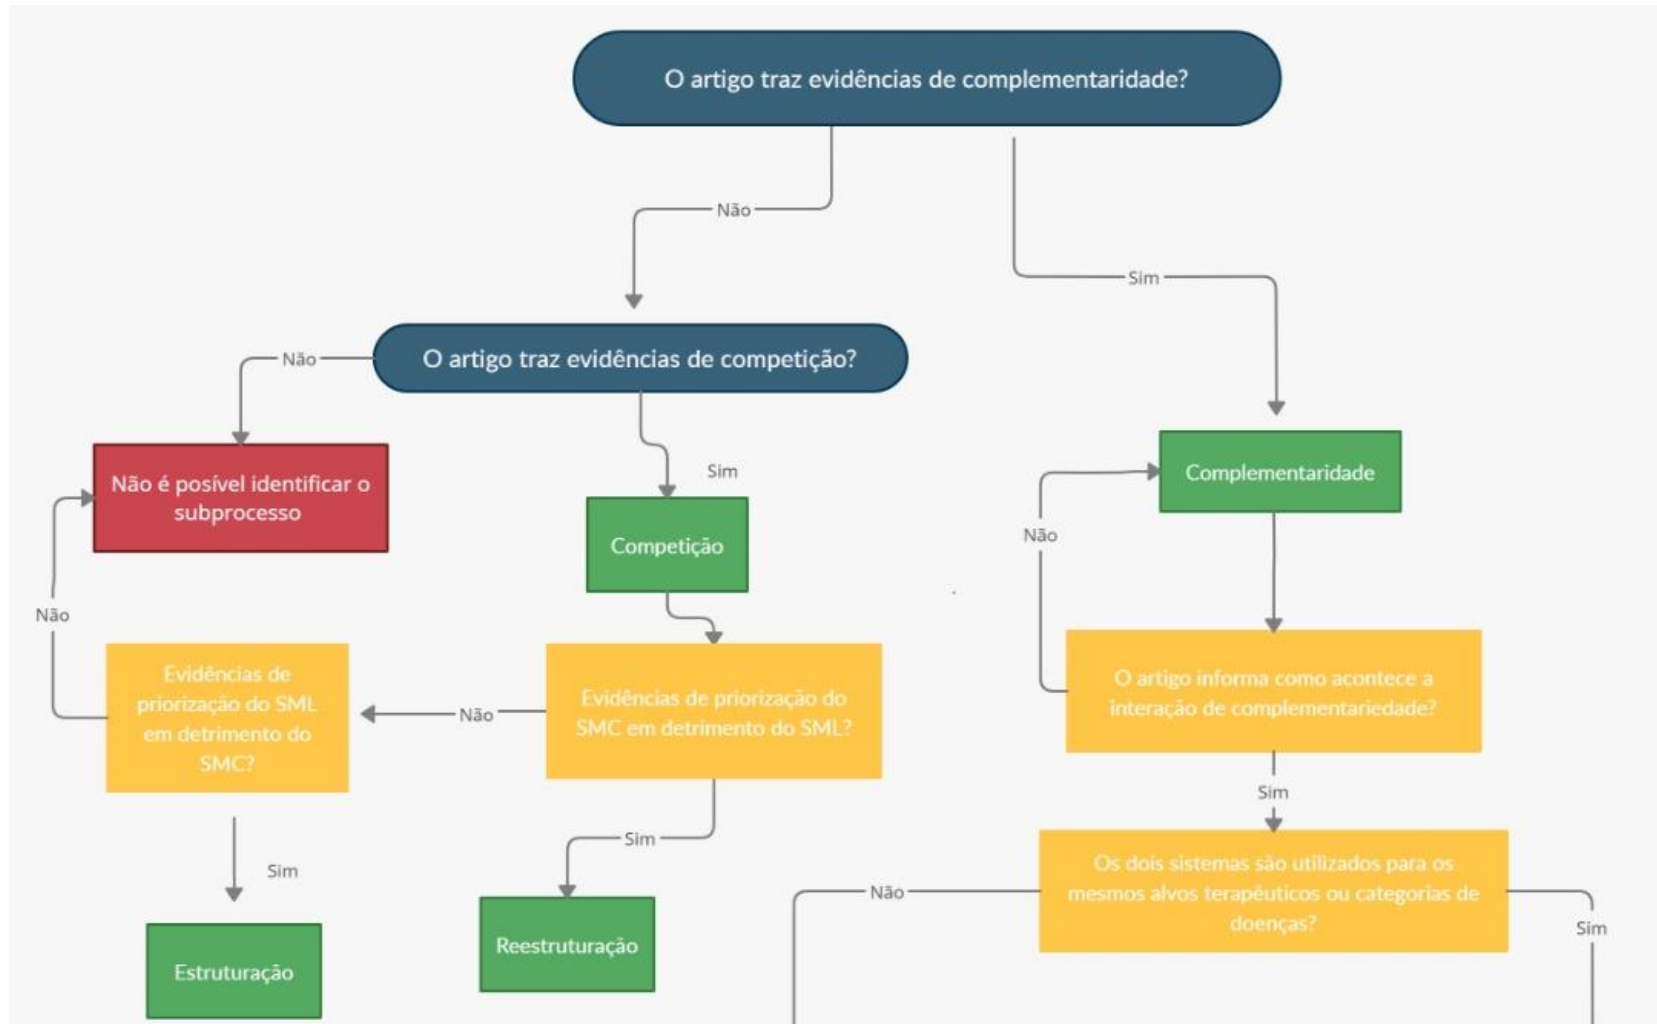 O artigo traz evidências de complementaridade?
Não
Sim
O artigo traz evidências de competição?
Não
Sim
Não é posível identificar o
subprocesso
Competição
Complementaridade
Não
Não
Evidências de
priorização do SML
em detrimento do
SMC?
Não
Evidências de priorização do
SMC em detrimento do SML?
O artigo informa como acontece a
interação de complementariedade?
Sim
Sim
Sim
Os dois sistemas são utilizados para os
mesmos alvos terapêuticos ou categorias de
doenças?
Não
Sim
Estruturação
Reestruturação